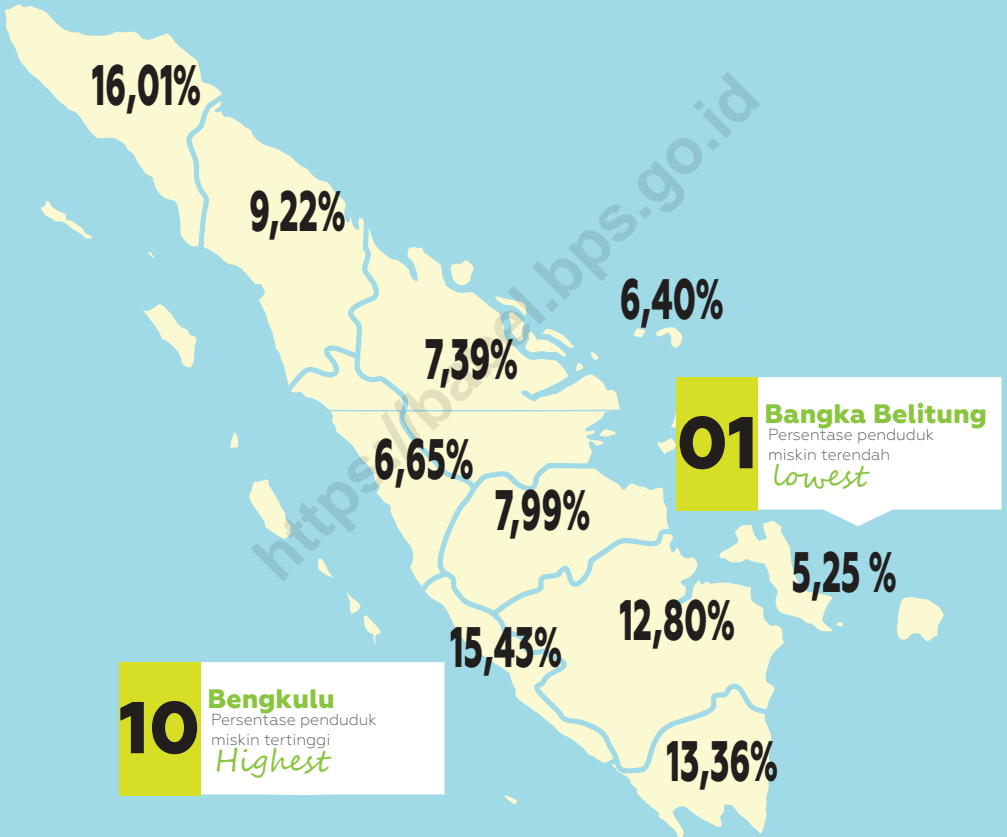 16,01%
9,22%
6,40%
7,39%
01
Bangka Belitung
Persentase penduduk
miskin terendah
lowest
6,65%
7,99%
5,25 %
12,80%
15,43%
10
Bengkulu
Persentase penduduk
miskin tertinggi
Highest
13,36%
https://babel.bps.go.id